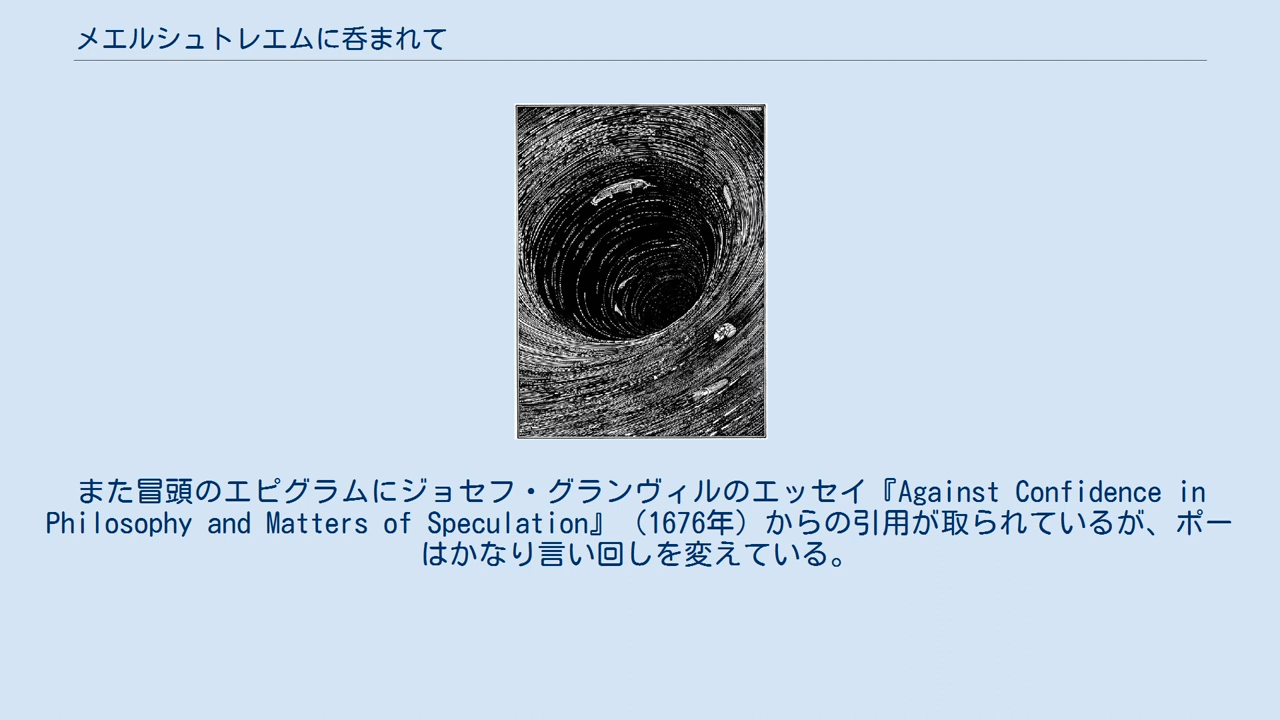 メエルシュトレエムに呑まれて
また冒頭のエピグラムにジョセフ・グランヴィルのエッセイ『Against Confidence in
Philosophy and Matters of Speculation』（1676年）からの引用が取られているが、ポー
はかなり言い回しを変えている。